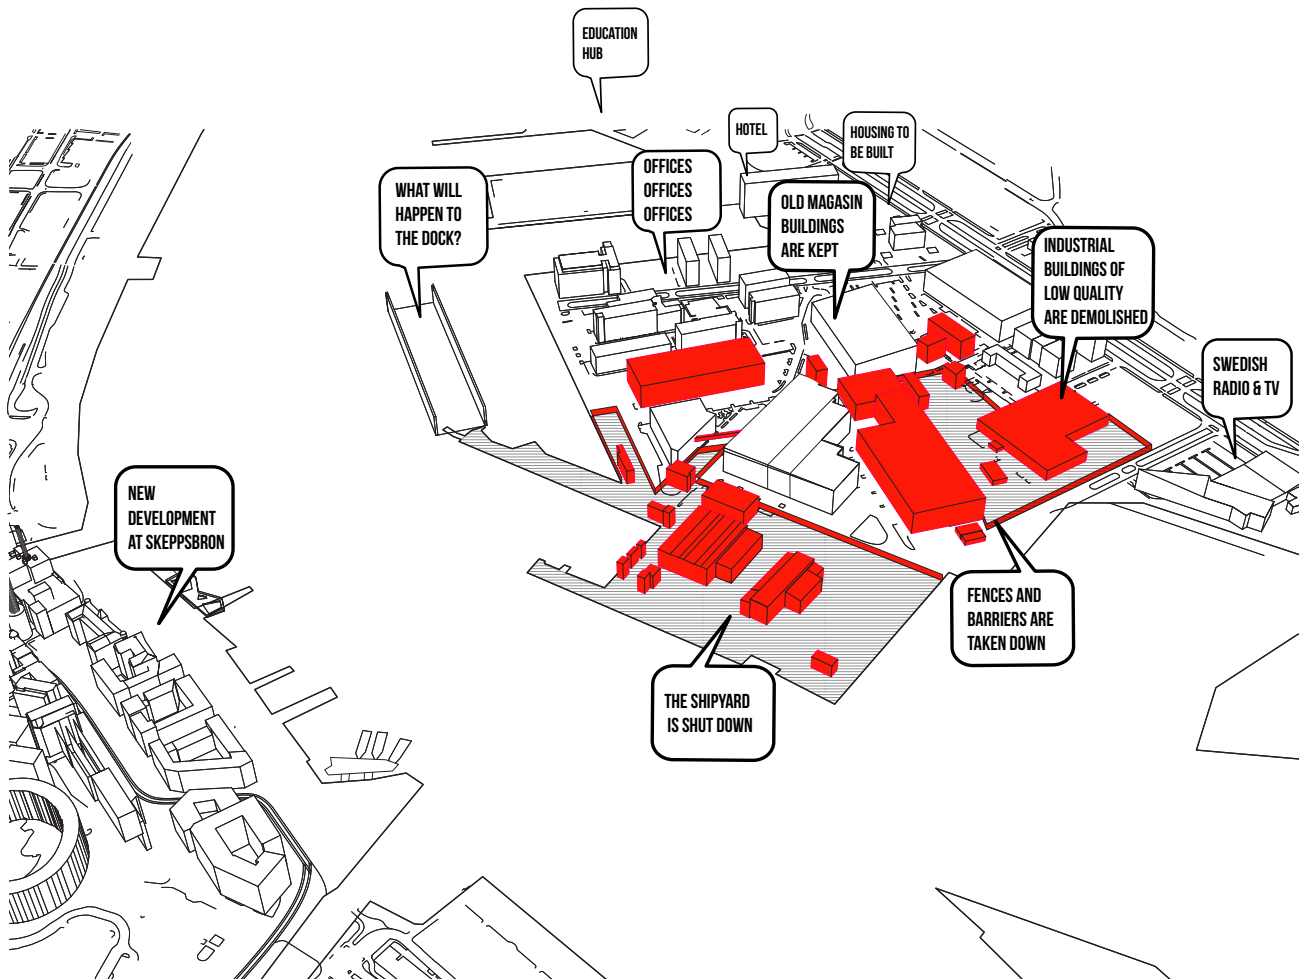 EDUCATION
HUB
HOTEL
HOUSING TO
BE BUILT
OFFICES
OFFICES
OFFICES
WHAT WILL
HAPPEN TO
THE DOCK?
OLD MAGASIN
BUILDINGS
ARE KEPT
INDUSTRIAL
BUILDINGS OF
LOW QUALITY
ARE DEMOLISHED
SWEDISH
RADIO & TV
NEW
DEVELOPMENT
AT SKEPPSBRON
FENCES AND
BARRIERS ARE
TAKEN DOWN
THE SHIPYARD
IS SHUT DOWN